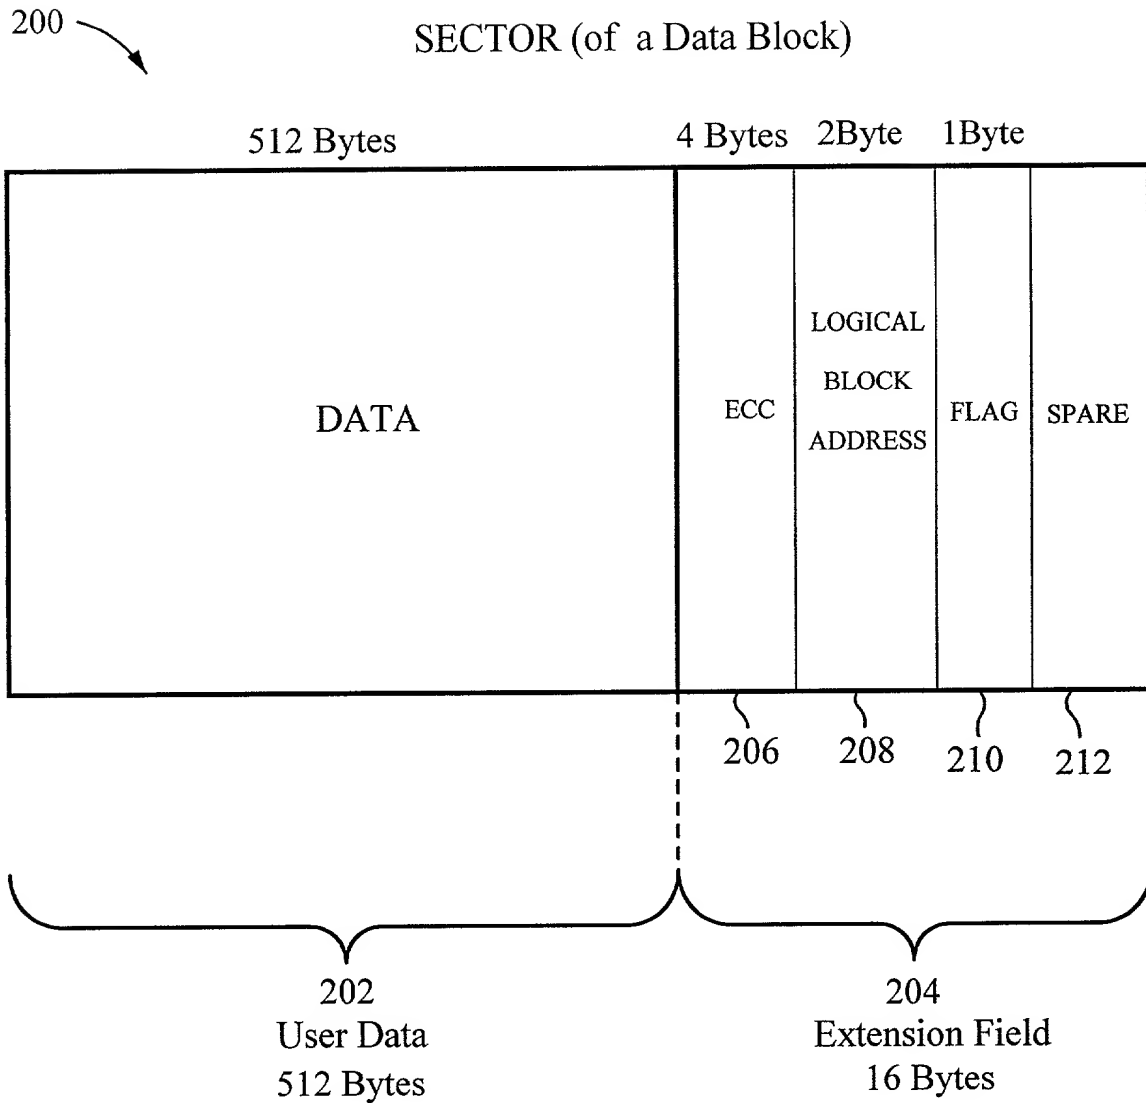 200
SECTOR (of a Data Block)
512 Bytes
4 Bytes
2Byte
1Byte
DATA
ECC
LOGICAL
BLOCK
ADDRESS
FLAG
SPARE
206
208
210
212
202
User Data
512 Bytes
204
Extension Field
16 Bytes